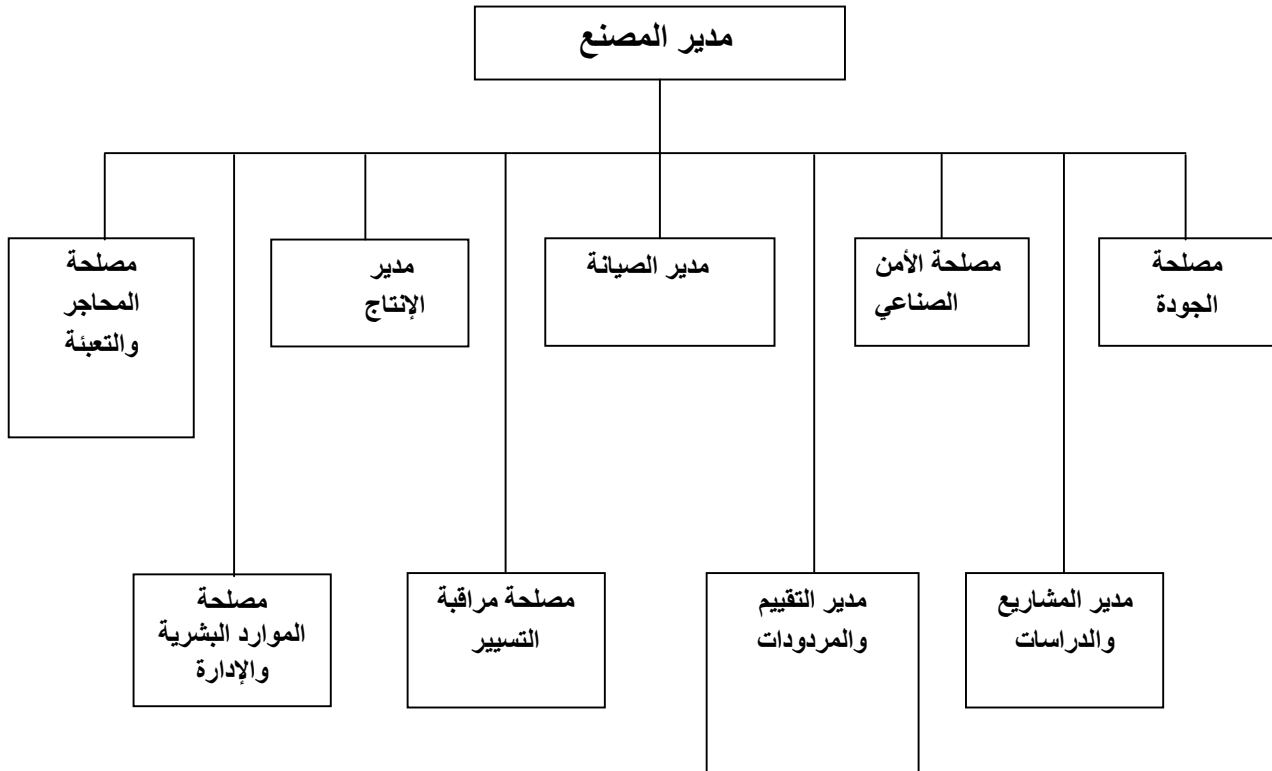 مدير المصنع
مصلحة
الجودة
مصلحة الأمن
الصناعي
مدير الصيانة
مدير
الإنتاج
مصلحة
المحاجر
والتعبئة
مدير المشاريع
والدراسات
مدير التقييم
والمردودات
مصلحة مراقبة
التسيير
مصلحة
الموارد البشرية
والإدارة